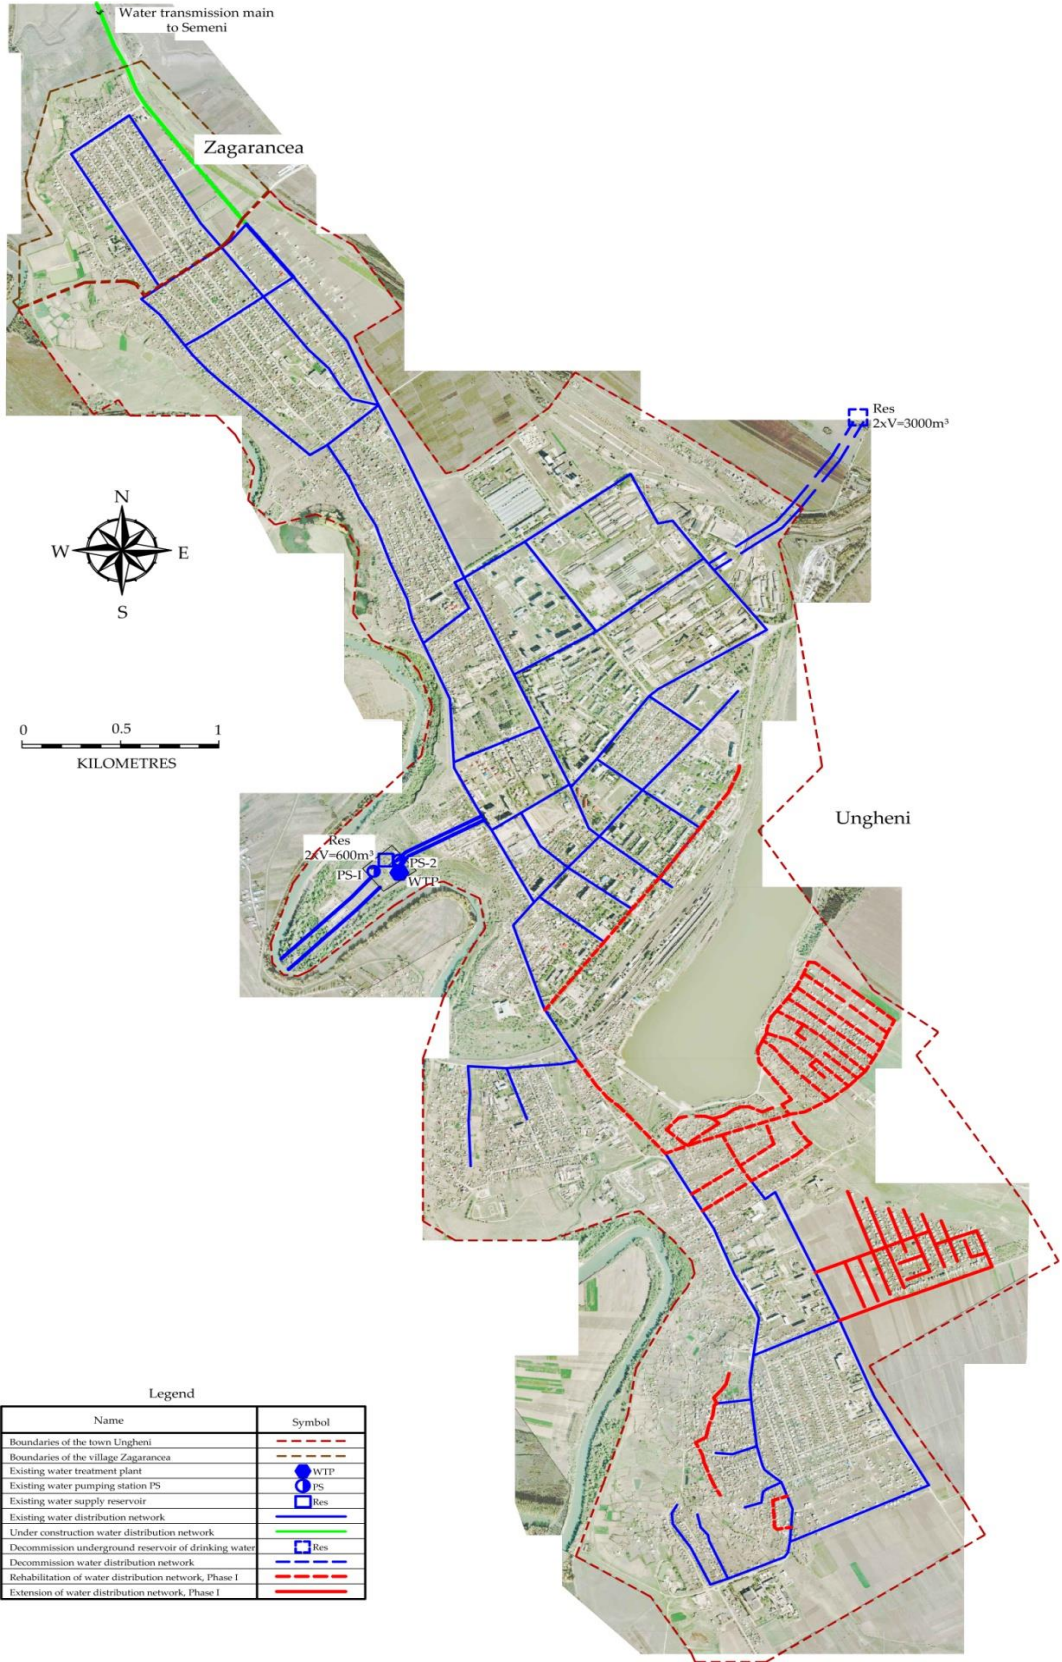 Water transmission main
to Semeni
Zagarancea
Res
2xV=3000m³
N
W
E
S
0
0.5
1
KILOMETRES
Ungheni
Res
2xV=600m³
PS-2
PS-I
WTP
Legend
Name
Symbol
Boundaries of the town Ungheni
Boundaries of the village Zagarancea
Existing water treatment plant
WTP
Existing water pumping station PS
PS
Existing water supply reservoir
Res
Existing water distribution network
Under construction water distribution network
Decommission underground reservoir of drinking water
Res
Decommission water distribution network
Rehabilitation of water distribution network, Phase I
Extension of water distribution network, Phase I